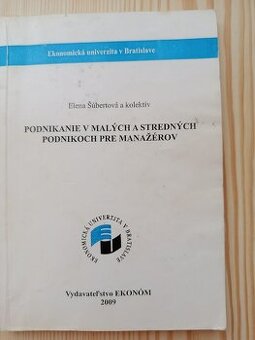 Ekonomická univerzita v Bratislave
Elena Šúbertová a kolektív
PODNIKANIE V MALÝCH A STREDNÝCH
PODNIKOCH PRE MANAŽÉROV
EKONOMICKÁ UNIVERZITA V BRATISLAVE
Vydavateľstvo EKONÓM
2009